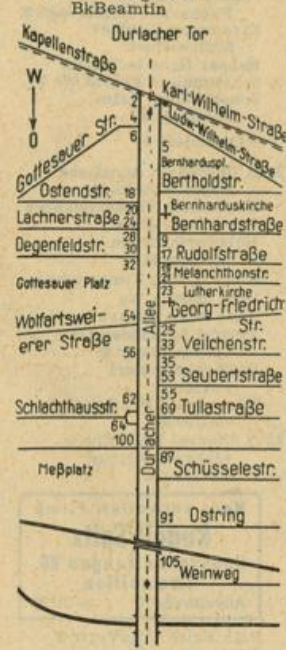 BkBeamtin
Durlacher Tor
Kapellenstraße
W
O
Karl-Wilhelm-Straße
Ludw.-Wilhelm-Straße
2
4
6
Gottesauer Str.
5
Bernharduspl.
Bertholdstr.
Ostendstr. 18
Bernharduskirche
20
Lachnerstraße 24
Bernhardstraße
28
Degenfeldstr. 30
9
17 Rudolfstraße
32
Melanchthonstr.
Gottesauer Platz
23 Lutherkirche
Georg-Friedrich
Str.
Wolfartswei-
erer Straße
54
25
33 Veilchenstr.
56
35
53 Seubertstraße
Schlachthausstr. 62
55
69 Tullastraße
64
100
Durlacher Allee
Meßplatz
87 Schüsselestr.
91 Ostring
105 Weinweg